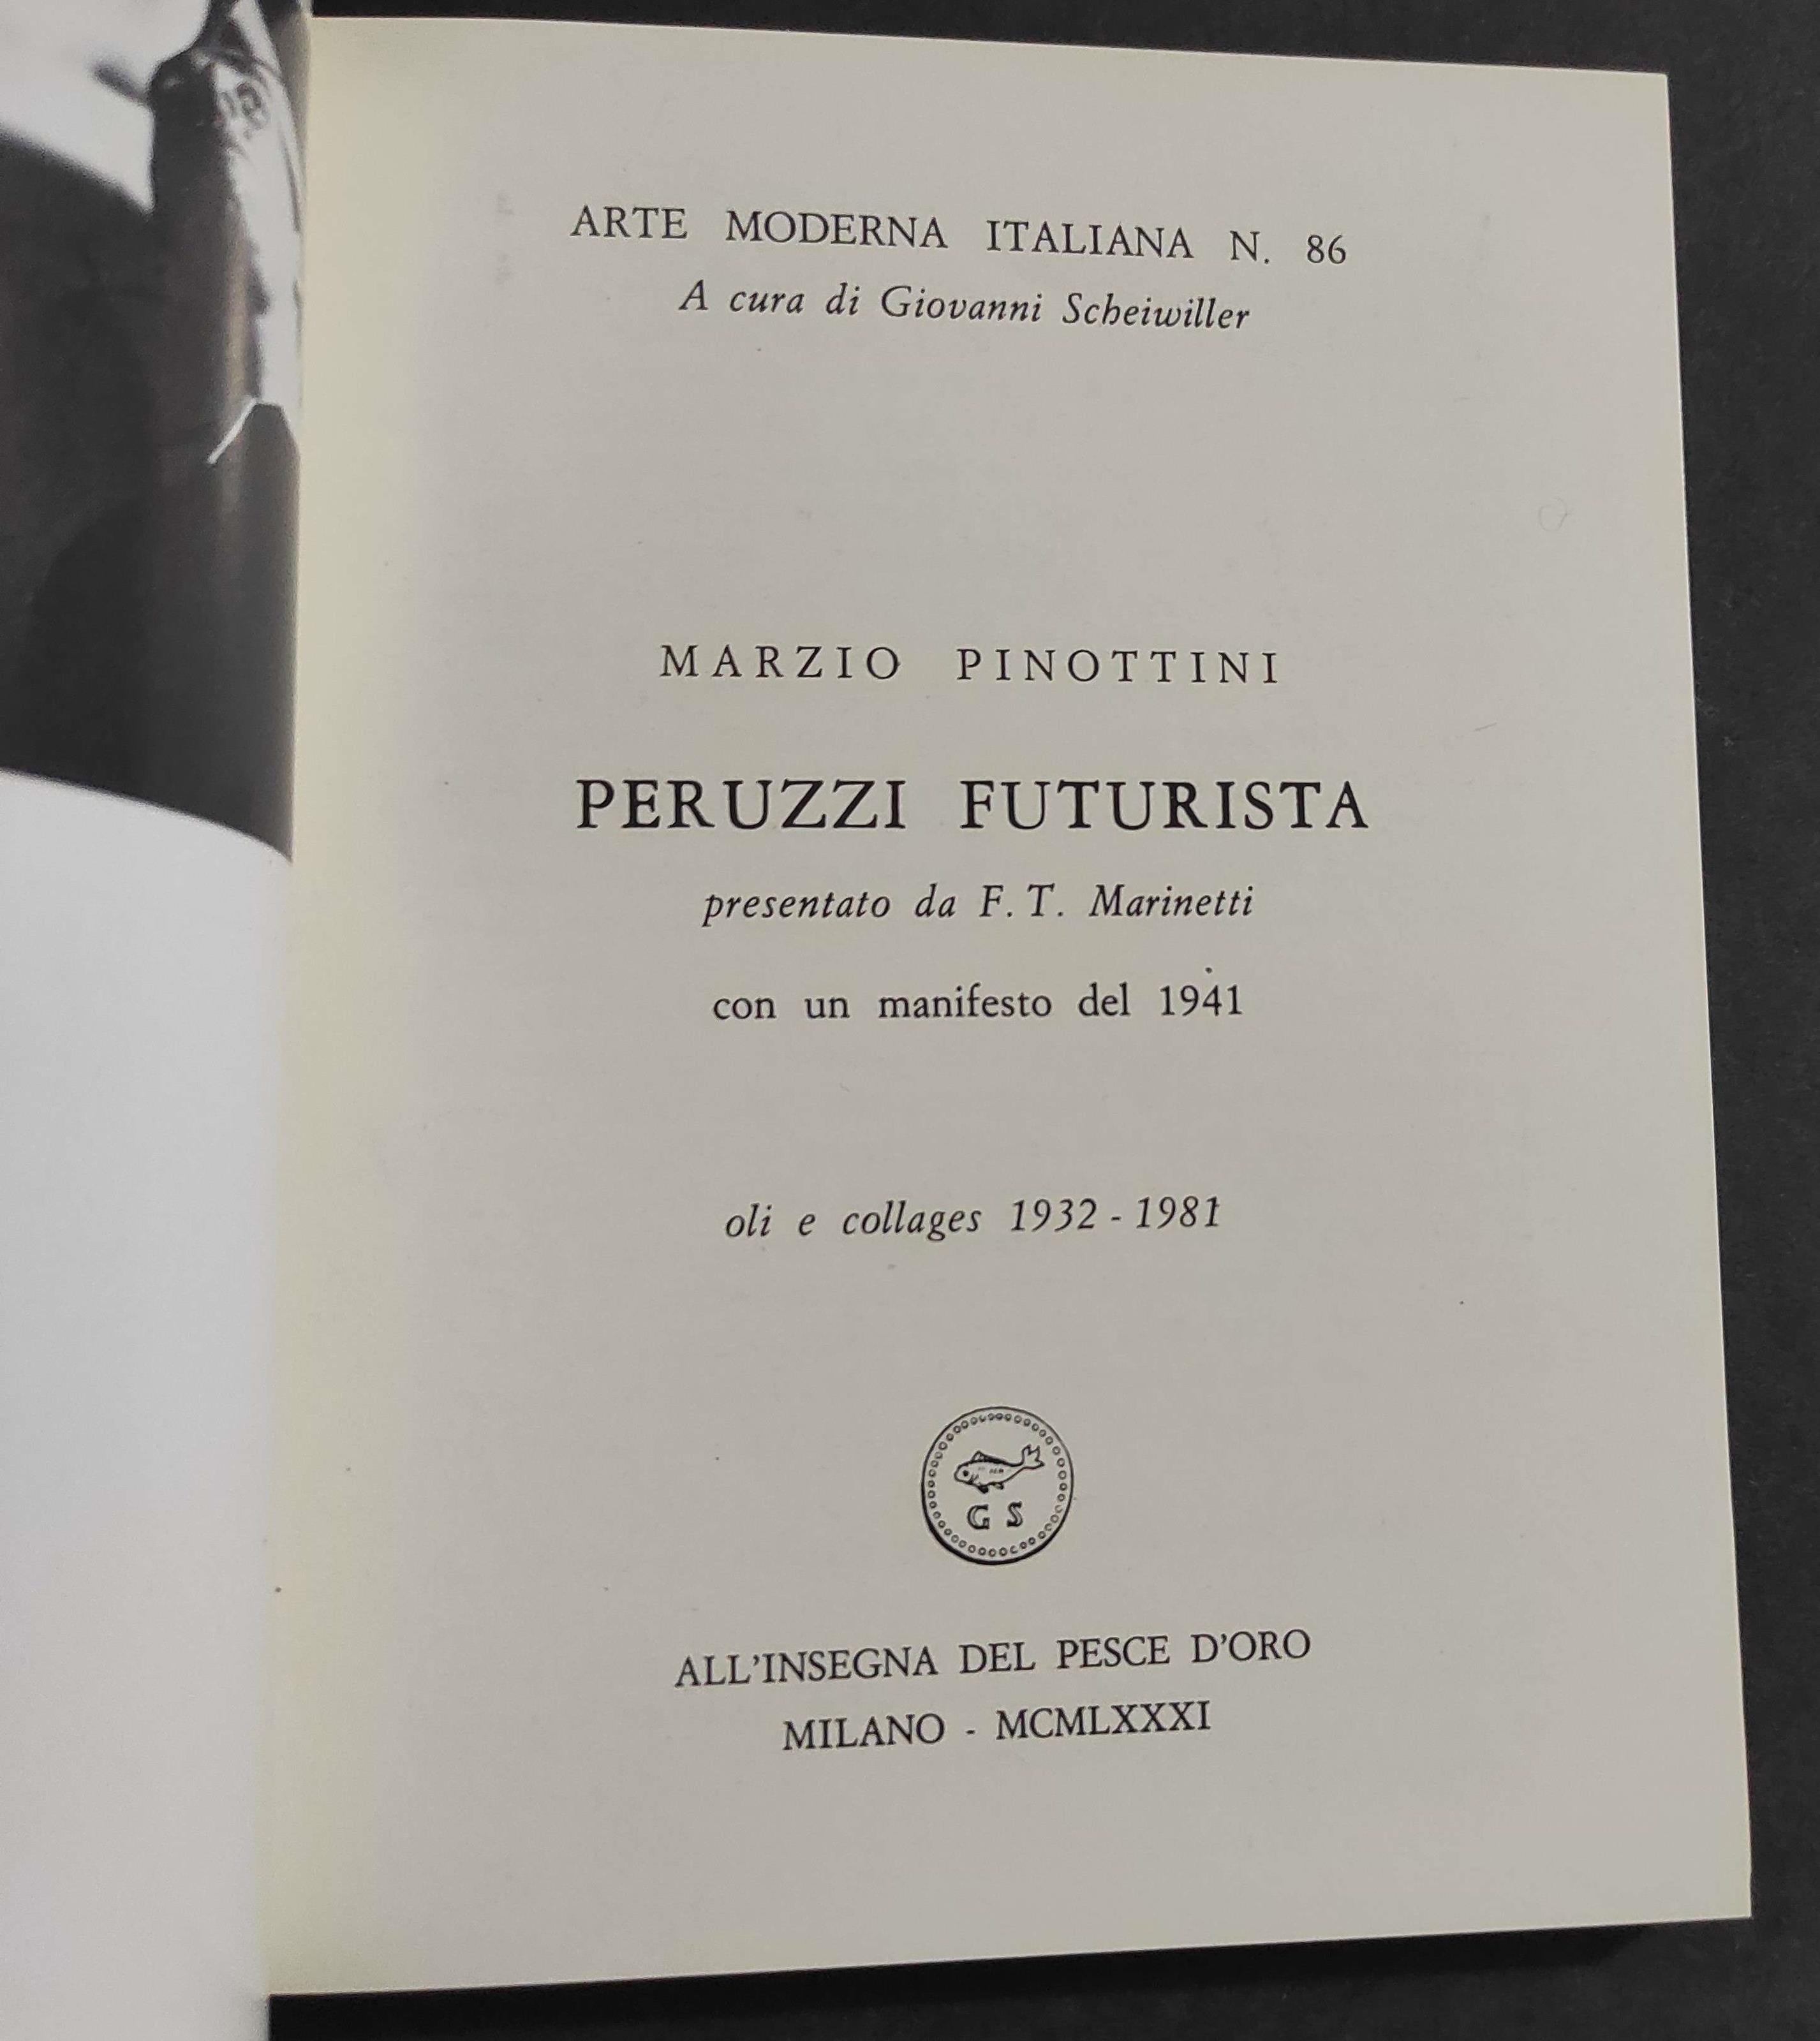 ARTE MODERNA ITALIANA N. 86
A cura di Giovanni Scheiwiller
MARZIO PINOTTINI
PERUZZI FUTURISTA
presentato da F. T. Marinetti
con un manifesto del 1941
oli e collages 1932 - 1981
G S
ALL'INSEGNA DEL PESCE D'ORO
MILANO - MCMLXXXI